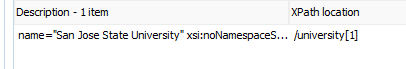 Description - 1 item XPath location
name="San Jose State University" xsi:noNamespaceS... /university[1]